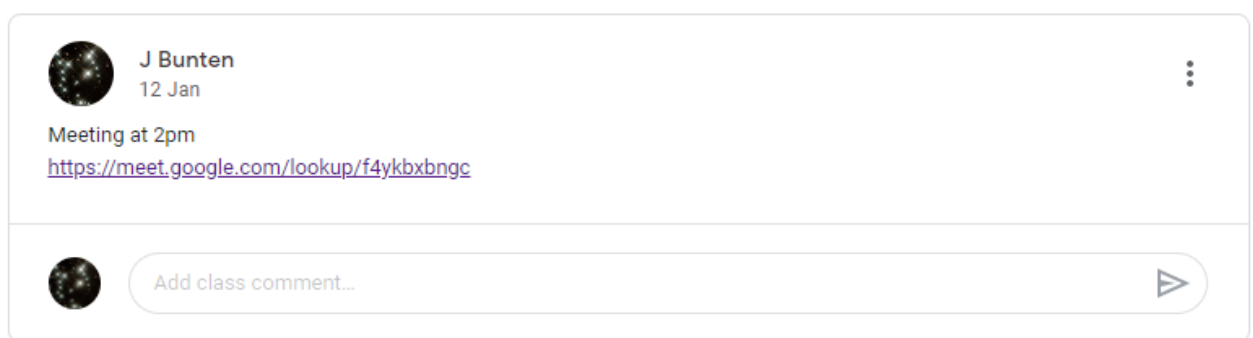 J Bunten
12 Jan
Meeting at 2pm
https://meet.google.com/lookup/f4ykbxbngc
Add class comment...